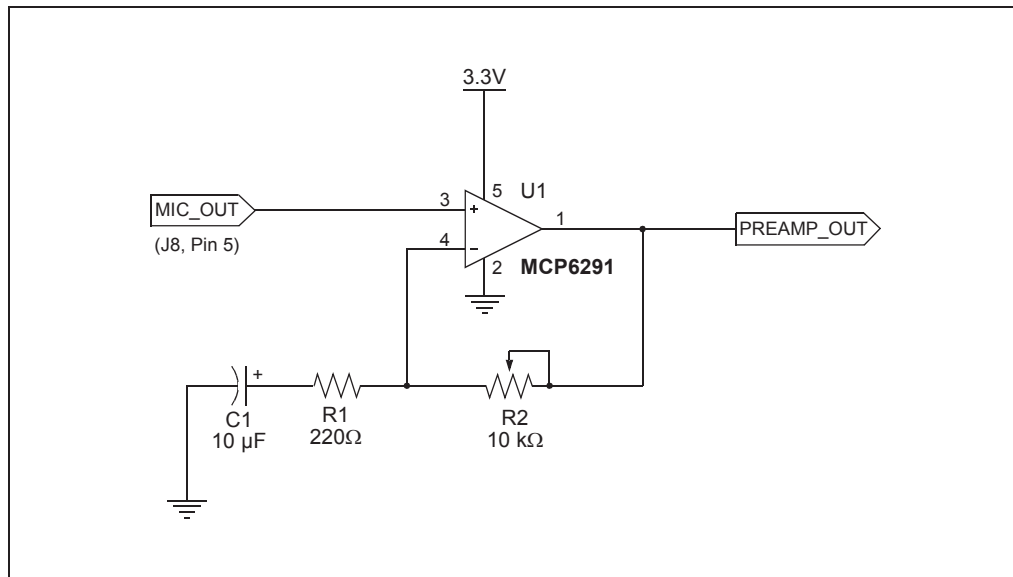 3.3V
5
U1
3
+
MIC_OUT
1
PREAMP_OUT
(J8, Pin 5)
4
−
2
MCP6291
+
C1
10 µF
R1
220Ω
R2
10 kΩ